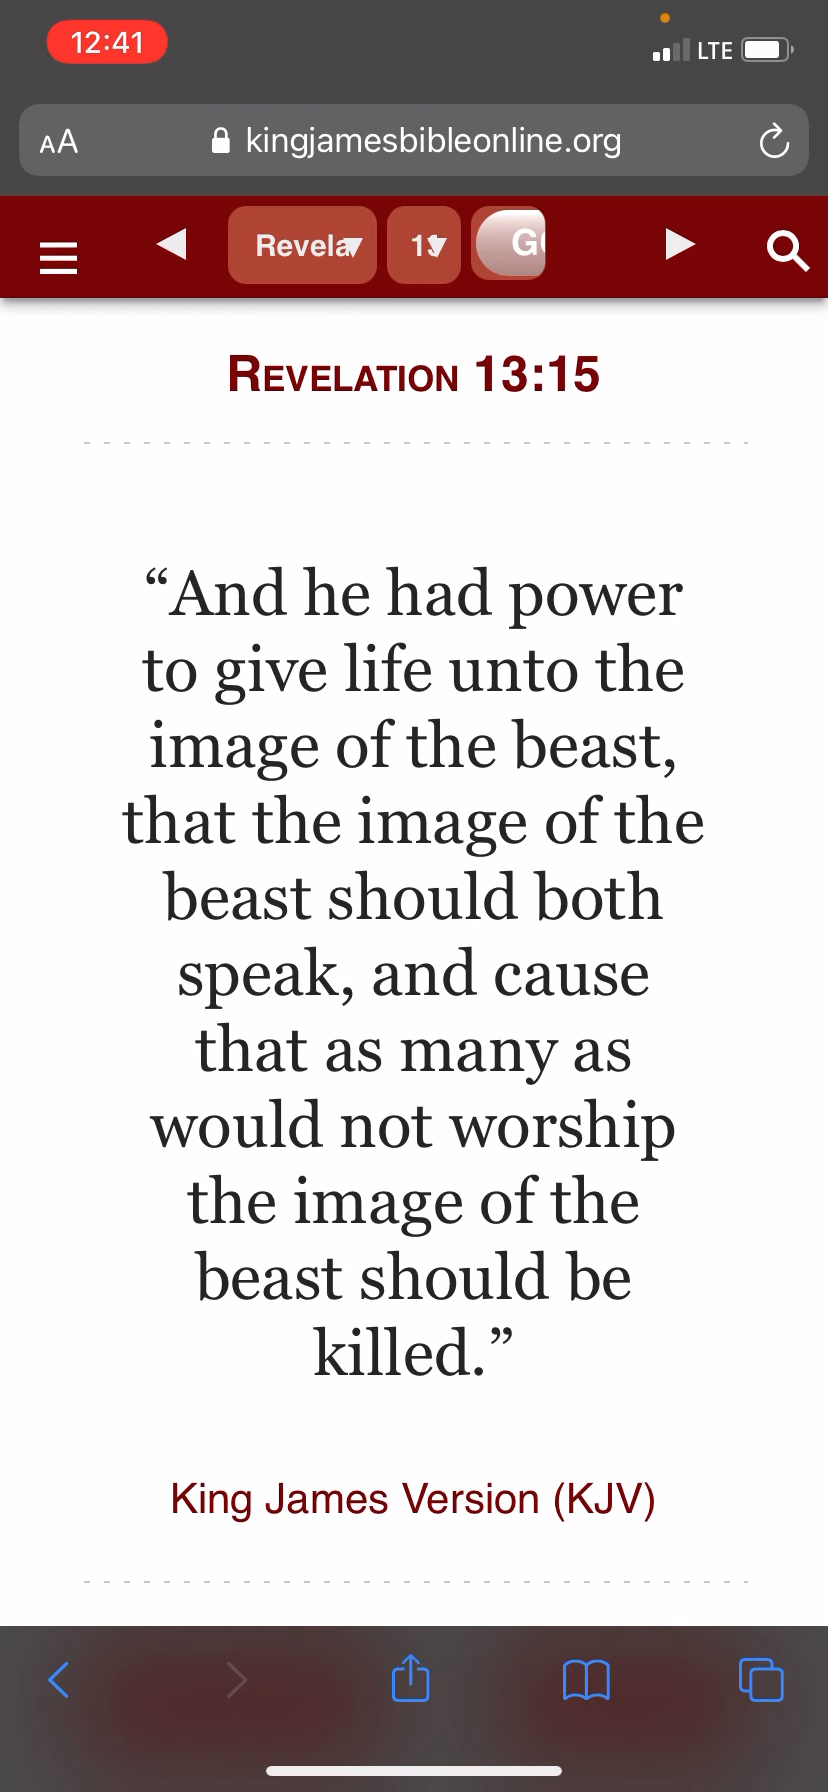 12:41
LTE
AA kingjamesbibleonline.org
Revela 13 G
REVELATION 13:15
“And he had power
to give life unto the
image of the beast,
that the image of the
beast should both
speak, and cause
that as many as
would not worship
the image of the
beast should be
killed.”
King James Version (KJV)